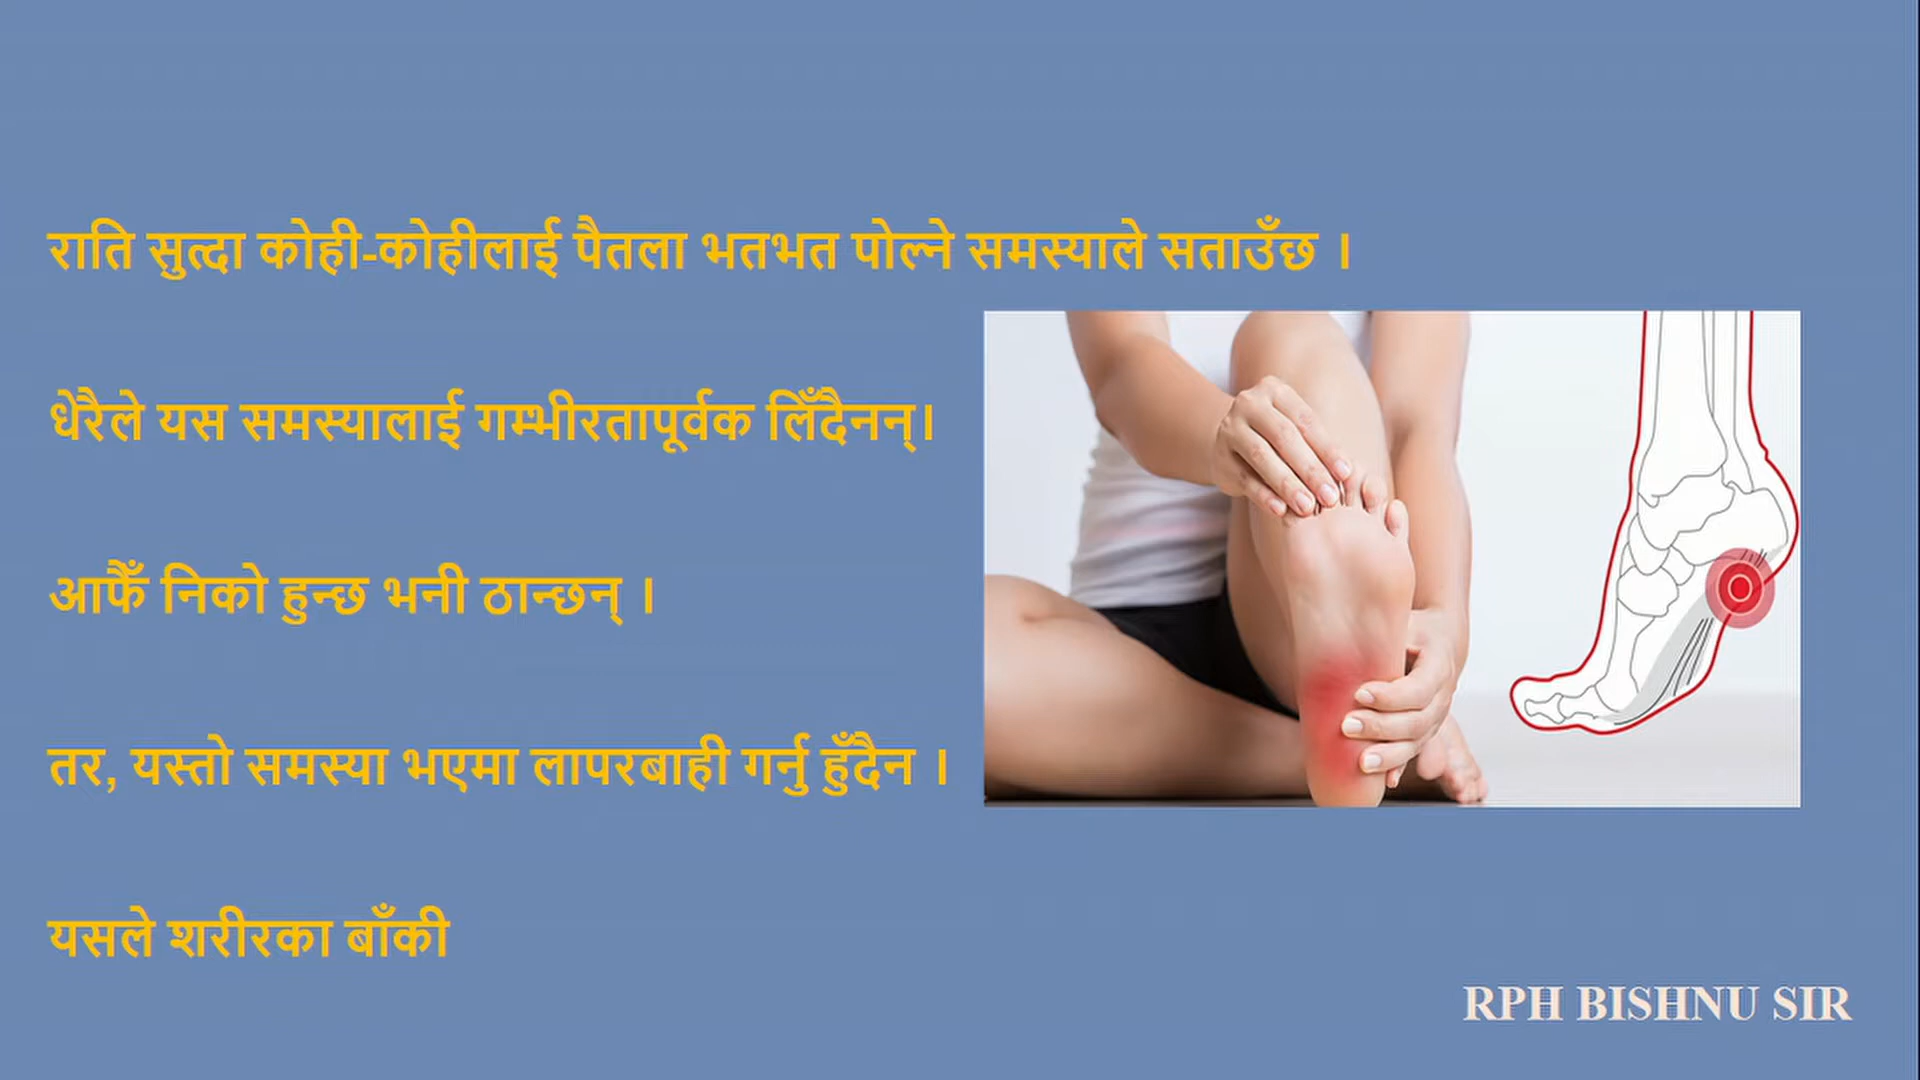 राति सुत्दा कोही-कोहीलाई पैतला भतभत पोल्ने समस्याले सताउँछ ।
धेरैले यस समस्यालाई गम्भीरतापूर्वक लिँदैनन्।
आफैँ निको हुन्छ भनी ठान्छन् ।
तर, यस्तो समस्या भएमा लापरबाही गर्नु हुँदैन ।
यसले शरीरका बाँकी
RPH BISHNU SIR